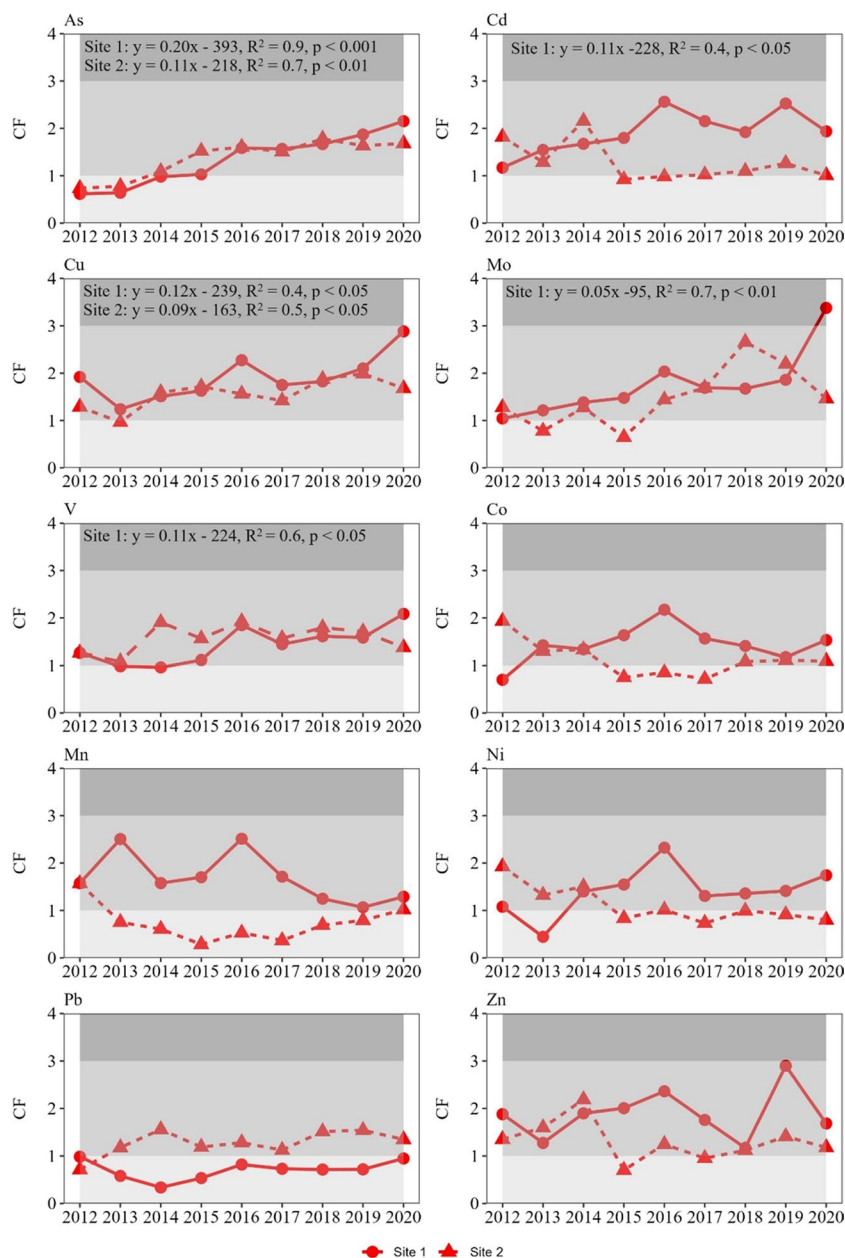 As
Cd
4
3
2
1
0
CF
Site 1: y = 0.20x - 393, R² = 0.9, p < 0.001
Site 2: y = 0.11x - 218, R² = 0.7, p < 0.01
2012 2013 2014 2015 2016 2017 2018 2019 2020
4
3
2
1
0
CF
Site 1: y = 0.11x -228, R² = 0.4, p < 0.05
2012 2013 2014 2015 2016 2017 2018 2019 2020
Cu
Mo
4
3
2
1
0
CF
Site 1: y = 0.12x - 239, R² = 0.4, p < 0.05
Site 2: y = 0.09x - 163, R² = 0.5, p < 0.05
2012 2013 2014 2015 2016 2017 2018 2019 2020
4
3
2
1
0
CF
Site 1: y = 0.05x -95, R² = 0.7, p < 0.01
2012 2013 2014 2015 2016 2017 2018 2019 2020
V
Co
4
3
2
1
0
CF
Site 1: y = 0.11x - 224, R² = 0.6, p < 0.05
2012 2013 2014 2015 2016 2017 2018 2019 2020
4
3
2
1
0
CF
2012 2013 2014 2015 2016 2017 2018 2019 2020
Mn
Ni
4
3
2
1
0
CF
2012 2013 2014 2015 2016 2017 2018 2019 2020
4
3
2
1
0
CF
2012 2013 2014 2015 2016 2017 2018 2019 2020
Pb
Zn
4
3
2
1
0
CF
2012 2013 2014 2015 2016 2017 2018 2019 2020
4
3
2
1
0
CF
2012 2013 2014 2015 2016 2017 2018 2019 2020
Site 1 Site 2